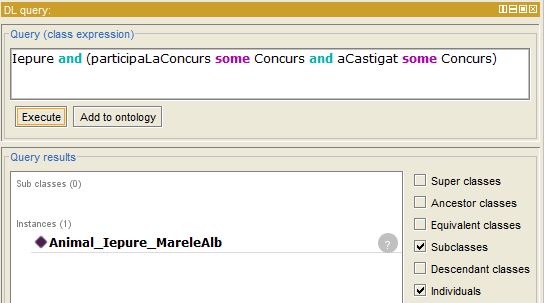 DL query:
Query (class expression)
Iepure and (participaLaConcurs some Concurs and aCastigat some Concurs)
Execute Add to ontology
Query results
Sub classes (0)
Instances (1)
Animal_Iepure_MareleAlb ?
Super classes
Ancestor classes
Equivalent classes
Subclasses
Descendant classes
Individuals